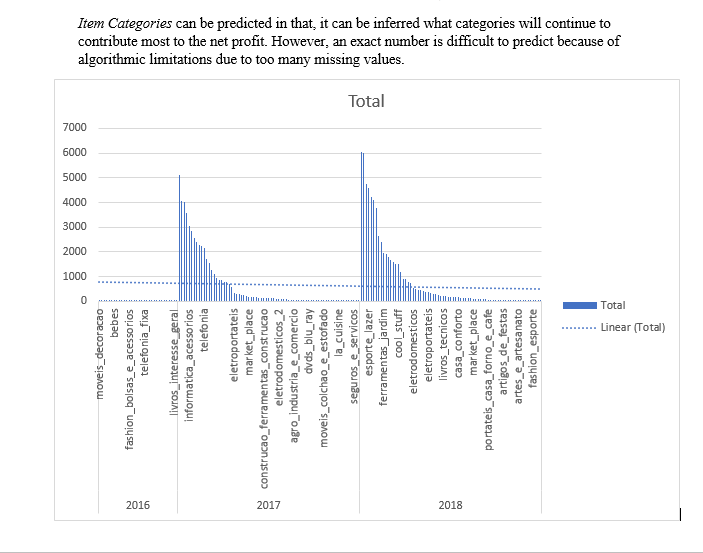 Item Categories can be predicted in that, it can be inferred what categories will continue to
contribute most to the net profit. However, an exact number is difficult to predict because of
algorithmic limitations due to too many missing values.
Total
7000
6000
5000
4000
3000
2000
1000
0
moveis_decoracao
bebes
fashion_bolsas_e_acessorios
telefonia_fixa
livros_interesse_geral
informatica_acessorios
telefonia
eletroportateis
market_place
construcao_ferramentas_construcao
eletrodomesticos_2
agro_industria_e_comercio
dvds_blu_ray
moveis_colchao_e_estofado
la_cuisine
seguros_e_servicos
esporte_lazer
ferramentas_jardim
cool_stuff
eletrodomesticos
eletroportateis
livros_tecnicos
casa_conforto
market_place
portateis_casa_forno_e_cafe
artigos_de_festas
artes_e_artesanato
fashion_esporte
2016
2017
2018
Total
Linear (Total)